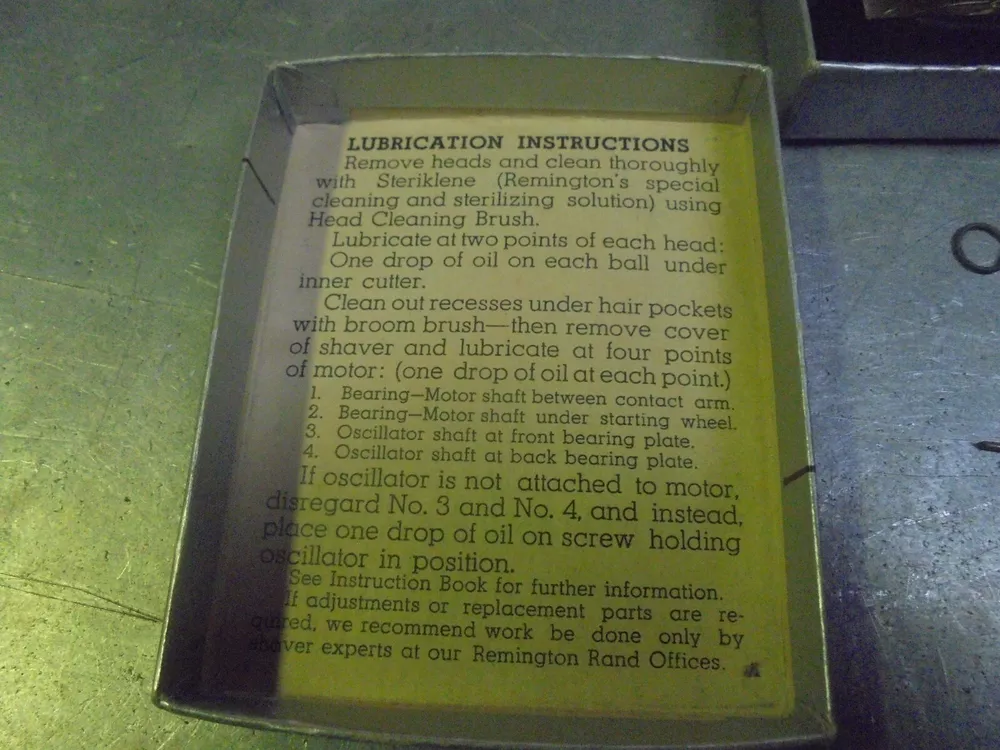 LUBRICATION INSTRUCTIONS
Remove heads and clean thoroughly
with Steriklene (Remington's special
cleaning and sterilizing solution) using
Head Cleaning Brush.
Lubricate at two points of each head:
One drop of oil on each ball under
inner cutter.
Clean out recesses under hair pockets
with broom brush—then remove cover
of shaver and lubricate at four points
of motor: (one drop of oil at each point.)
1. Bearing—Motor shaft between contact arm.
2. Bearing—Motor shaft under starting wheel.
3. Oscillator shaft at front bearing plate.
4. Oscillator shaft at back bearing plate.
If oscillator is not attached to motor,
disregard No. 3 and No. 4, and instead,
place one drop of oil on screw holding
oscillator in position.
See Instruction Book for further information.
If adjustments or replacement parts are re-
quired, we recommend work be done only by
shaver experts at our Remington Rand Offices.